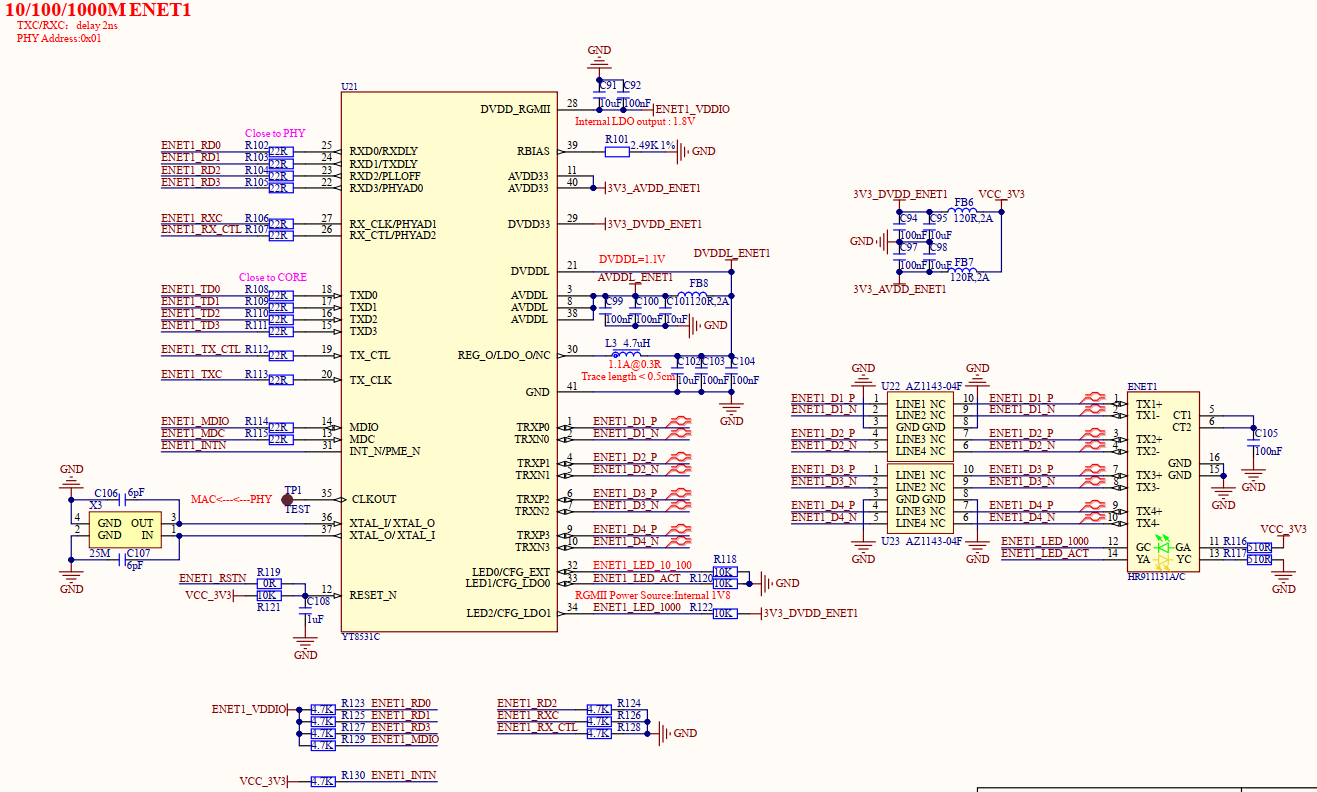 10/100/1000M ENET1
TXC/RXC: delay 2ns
PHY Address:0x01
U21
GND
C91 C92
10uF 100nF
DVDD_RGMII 28 ENET1_VDDIO
Internal LDO output : 1.8V
Close to PHY
ENET1_RD0 R102 22R 25 RXD0/RXDLY
ENET1_RD1 R103 22R 24 RXD1/TXDLY
ENET1_RD2 R104 22R 23 RXD2/PLLOFF
ENET1_RD3 R105 22R 22 RXD3/PHYAD0
ENET1_RXC R106 22R 27 RX_CLK/PHYAD1
ENET1_RX_CTL R107 22R 26 RX_CTL/PHYAD2
Close to CORE
ENET1_TD0 R108 22R 18 TXD0
ENET1_TD1 R109 22R 17 TXD1
ENET1_TD2 R110 22R 16 TXD2
ENET1_TD3 R111 22R 15 TXD3
ENET1_TX_CTL R112 22R 19 TX_CTL
ENET1_TXC R113 22R 20 TX_CLK
ENET1_MDIO R114 22R 14 MDIO
ENET1_MDC R115 22R 13 MDC
ENET1_INTN 31 INT_N/PME_N
MAC<---<---PHY TP1 TEST 35 CLKOUT
36 XTAL_I/ XTAL_O
37 XTAL_O/ XTAL_I
GND
C106 6pF
X3
4 GND OUT 3
2 GND IN 1
25M C107
6pF
GND
ENET1_RSTN R119 0R
VCC_3V3 10K R121 12 RESET_N
C108
1uF
GND
YT8531C
RBIAS 39 R101 2.49K 1% GND
AVDD33 11
AVDD33 40 3V3_AVDD_ENET1
DVDD33 29 3V3_DVDD_ENET1
DVDDL 21 DVDDL=1.1V DVDDL_ENET1
AVDDL_ENET1
FB8
AVDDL 3
AVDDL 8 C99 C100 C101 120R,2A
AVDDL 38 100nF 100nF 10uF GND
REG_O/LDO_O/NC 30 L3 4.7uH
1.1A@0.3R
Trace length < 0.5cm
C102 C103 C104
10uF 100nF 100nF
GND 41
GND
TRXP0 1 ENET1_D1_P
TRXN0 2 ENET1_D1_N
TRXP1 4 ENET1_D2_P
TRXN1 5 ENET1_D2_N
TRXP2 6 ENET1_D3_P
TRXN2 7 ENET1_D3_N
TRXP3 9 ENET1_D4_P
TRXN3 10 ENET1_D4_N
LED0/CFG_EXT 32 ENET1_LED_10_100 R118 10K
LED1/CFG_LDO0 33 ENET1_LED_ACT R120 10K GND
RGMII Power Source:Internal 1V8
LED2/CFG_LDO1 34 ENET1_LED_1000 R122 10K 3V3_DVDD_ENET1
3V3_DVDD_ENET1 VCC_3V3
FB6
C94 C95 120R,2A
100nF 10uF
GND
C97 C98
100nF 10uF FB7
120R,2A
3V3_AVDD_ENET1
GND GND
U22 AZ1143-04F
ENET1_D1_P 1 LINE1 NC 10 ENET1_D1_P
ENET1_D1_N 2 LINE2 NC 9 ENET1_D1_N
3 GND GND 8
ENET1_D2_P 4 LINE3 NC 7 ENET1_D2_P
ENET1_D2_N 5 LINE4 NC 6 ENET1_D2_N
ENET1_D3_P 1 LINE1 NC 10 ENET1_D3_P
ENET1_D3_N 2 LINE2 NC 9 ENET1_D3_N
3 GND GND 8
ENET1_D4_P 4 LINE3 NC 7 ENET1_D4_P
ENET1_D4_N 5 LINE4 NC 6 ENET1_D4_N
U23 AZ1143-04F
GND GND
ENET1
1 TX1+
2 TX1- CT1 5
CT2 6
3 TX2+
4 TX2-
C105
100nF
GND
GND 16
GND 15
GND
7 TX3+
8 TX3-
9 TX4+
10 TX4-
VCC_3V3
ENET1_LED_1000 12 GC GA 11 R116 510R
ENET1_LED_ACT 14 YA YC 13 R117 510R
HR911131A/C
GND
ENET1_VDDIO 4.7K R123 ENET1_RD0
4.7K R125 ENET1_RD1
4.7K R127 ENET1_RD3
4.7K R129 ENET1_MDIO
VCC_3V3 4.7K R130 ENET1_INTN
ENET1_RD2 4.7K R124
ENET1_RXC 4.7K R126
ENET1_RX_CTL 4.7K R128 GND